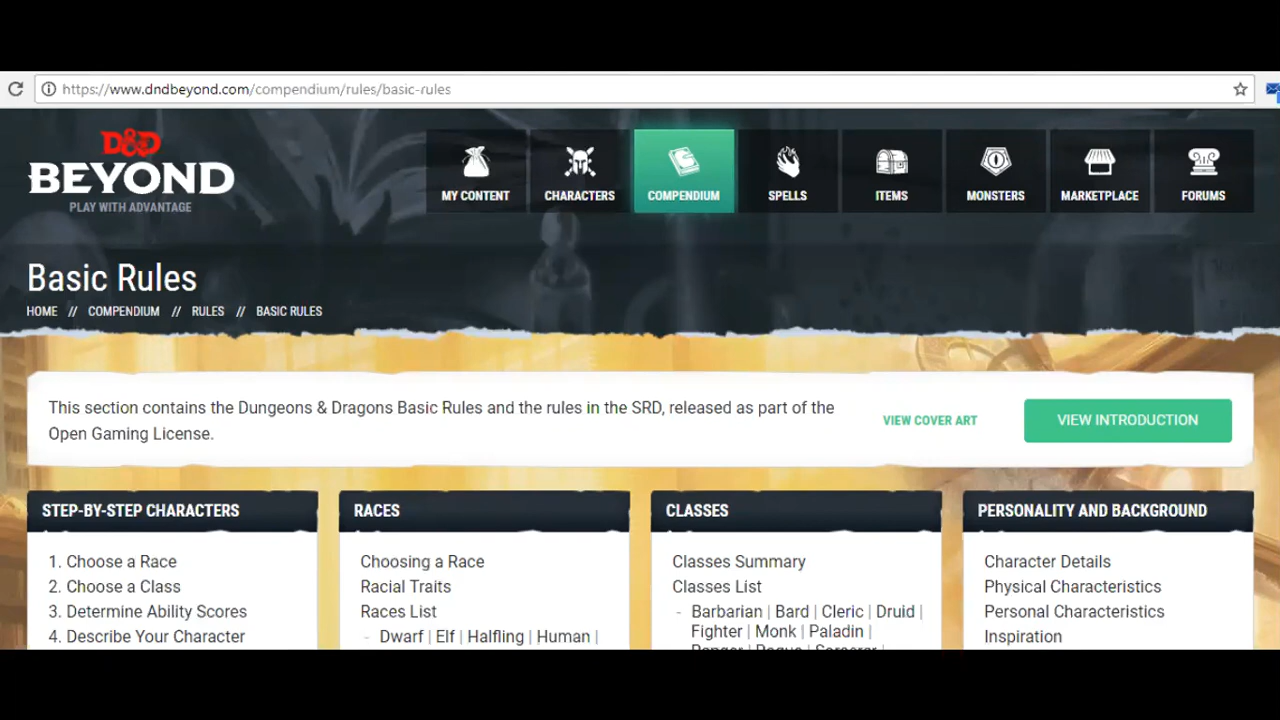 https://www.dndbeyond.com/compendium/rules/basic-rules
D&D
BEYOND
PLAY WITH ADVANTAGE
MY CONTENT
CHARACTERS
COMPENDIUM
SPELLS
ITEMS
MONSTERS
MARKETPLACE
FORUMS
Basic Rules
HOME // COMPENDIUM // RULES // BASIC RULES
This section contains the Dungeons & Dragons Basic Rules and the rules in the SRD, released as part of the
Open Gaming License.
VIEW COVER ART
VIEW INTRODUCTION
STEP-BY-STEP CHARACTERS
1. Choose a Race
2. Choose a Class
3. Determine Ability Scores
4. Describe Your Character
RACES
Choosing a Race
Racial Traits
Races List
- Dwarf | Elf | Halfling | Human |
CLASSES
Classes Summary
Classes List
- Barbarian | Bard | Cleric | Druid |
Fighter | Monk | Paladin |
Ranger | Rogue | Sorcerer |
PERSONALITY AND BACKGROUND
Character Details
Physical Characteristics
Personal Characteristics
Inspiration